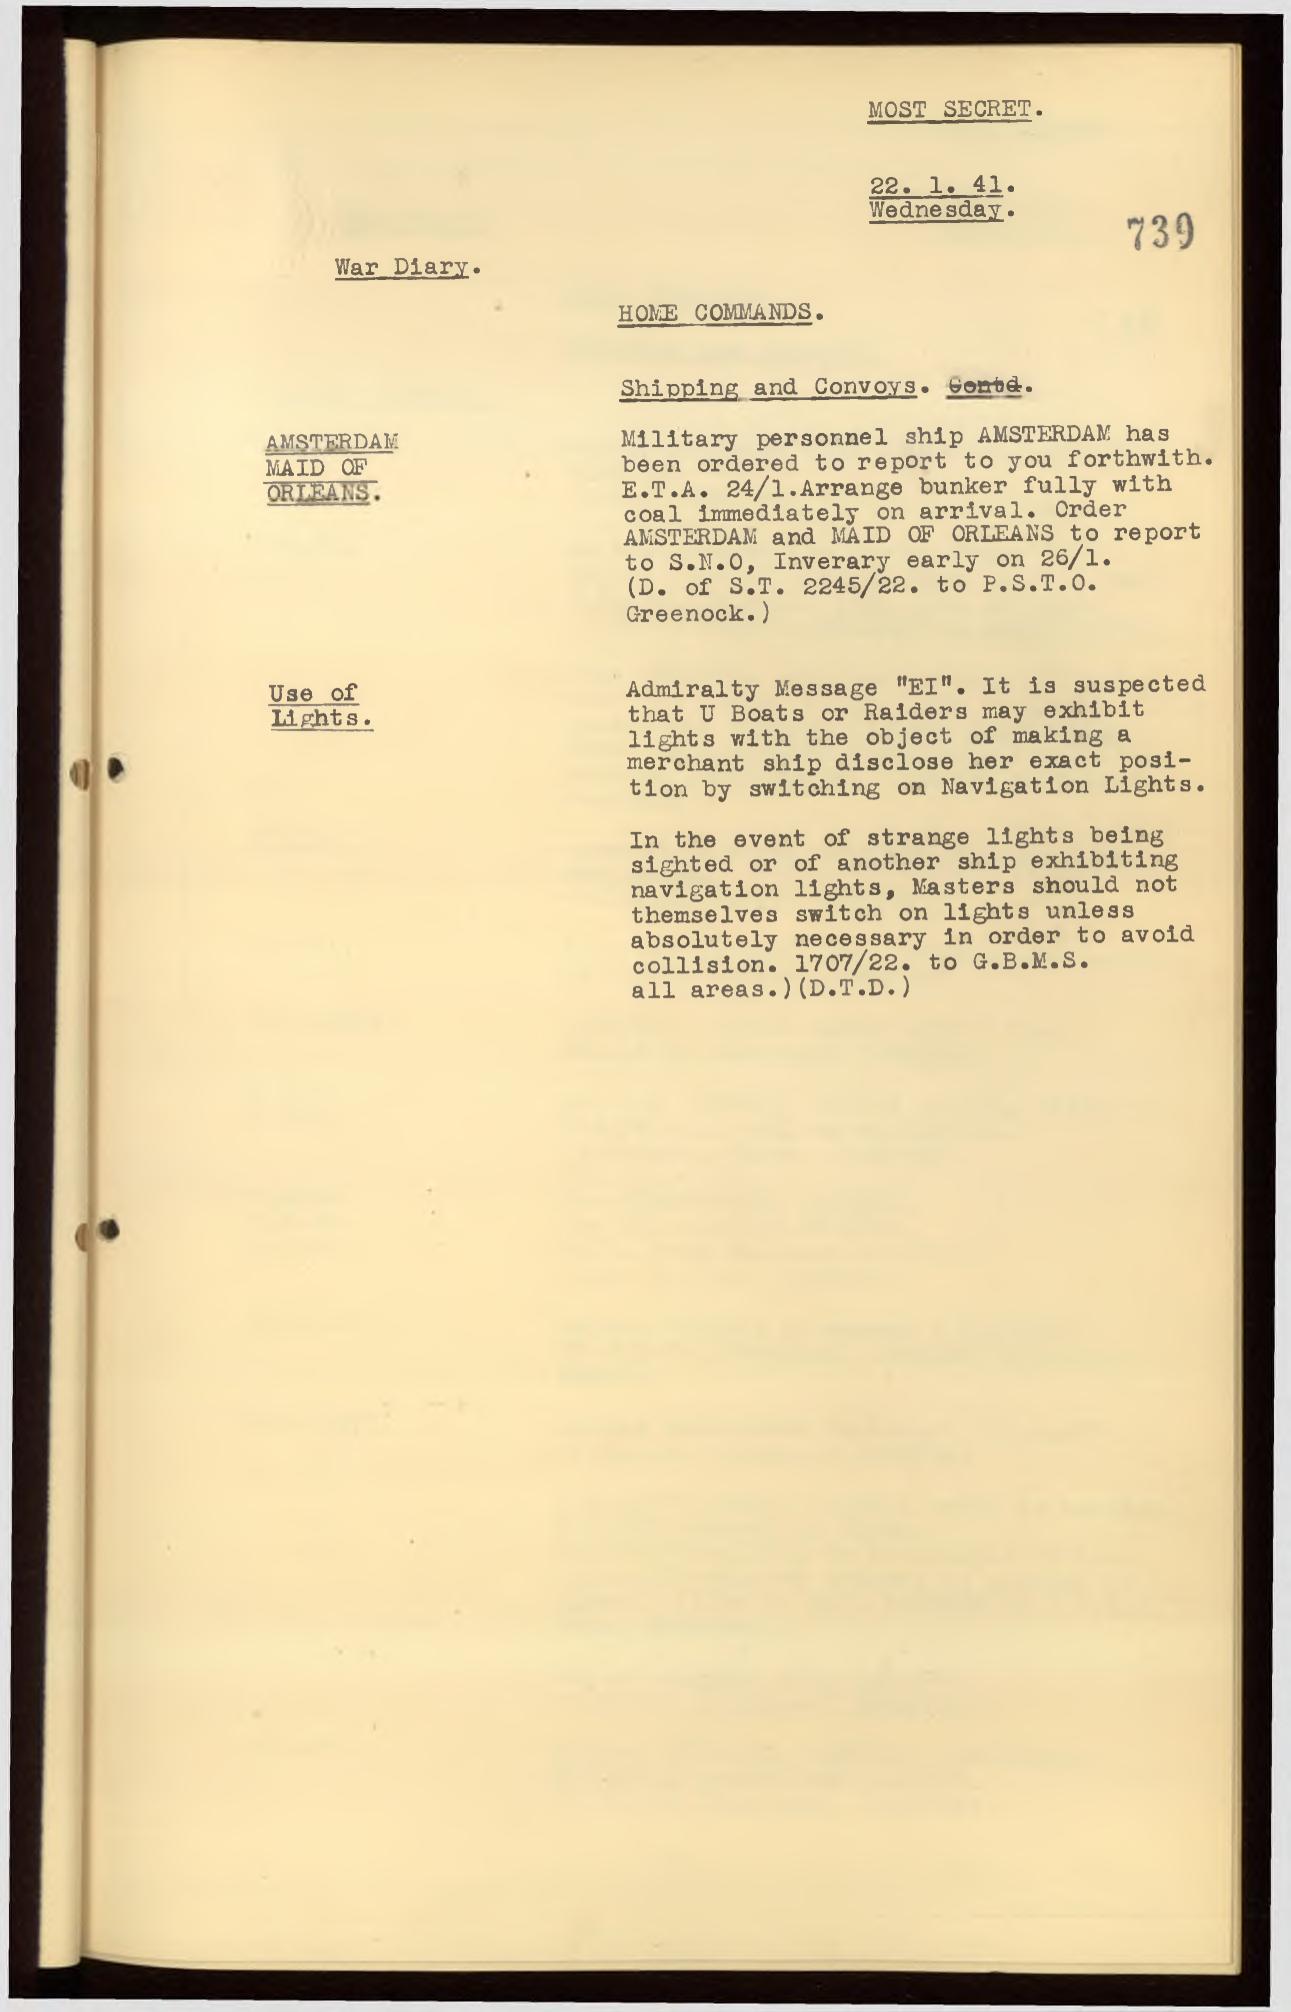 MOST SECRET.
22. 1. 41.
Wednesday.
739
War Diary.
HOME COMMANDS.
Shipping and Convoys. Contd.
AMSTERDAM
MAID OF
ORLEANS.
Military personnel ship AMSTERDAM has
been ordered to report to you forthwith.
E.T.A. 24/1.Arrange bunker fully with
coal immediately on arrival. Order
AMSTERDAM and MAID OF ORLEANS to report
to S.N.O, Inverary early on 26/1.
(D. of S.T. 2245/22. to P.S.T.O.
Greenock.)
Use of
Lights.
Admiralty Message "EI". It is suspected
that U Boats or Raiders may exhibit
lights with the object of making a
merchant ship disclose her exact posi-
tion by switching on Navigation Lights.
In the event of strange lights being
sighted or of another ship exhibiting
navigation lights, Masters should not
themselves switch on lights unless
absolutely necessary in order to avoid
collision. 1707/22. to G.B.M.S.
all areas.)(D.T.D.)